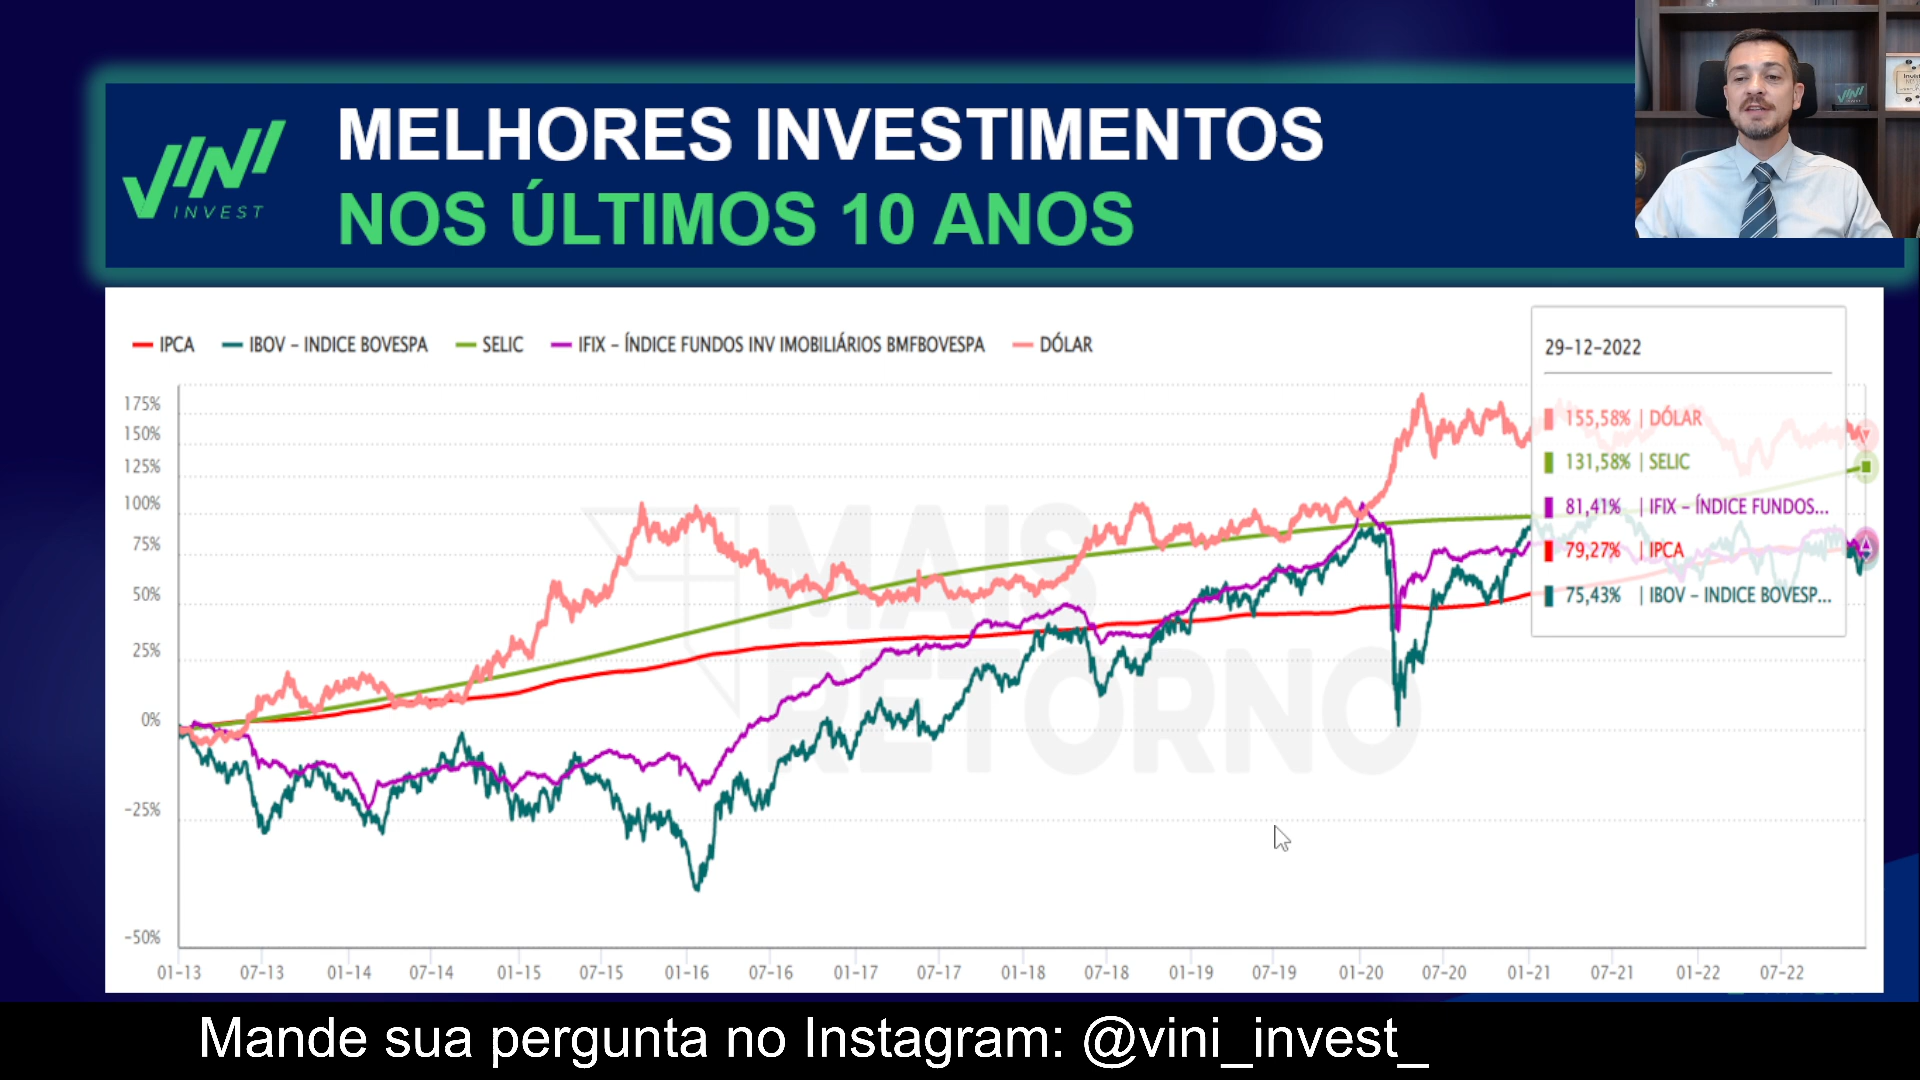 VINI
INVEST
MELHORES INVESTIMENTOS
NOS ÚLTIMOS 10 ANOS
VINI
INVEST
IPCA IBOV – INDICE BOVESPA SELIC IFIX – ÍNDICE FUNDOS INV IMOBILIÁRIOS BMFBOVESPA DÓLAR
29-12-2022
155,58% | DÓLAR
131,58% | SELIC
81,41% | IFIX – ÍNDICE FUNDOS...
79,27% | IPCA
75,43% | IBOV – INDICE BOVESP...
175%
150%
125%
100%
75%
50%
25%
0%
-25%
-50%
MAIS
RETORNO
01-13 07-13 01-14 07-14 01-15 07-15 01-16 07-16 01-17 07-17 01-18 07-18 01-19 07-19 01-20 07-20 01-21 07-21 01-22 07-22
Mande sua pergunta no Instagram: @vini_invest_